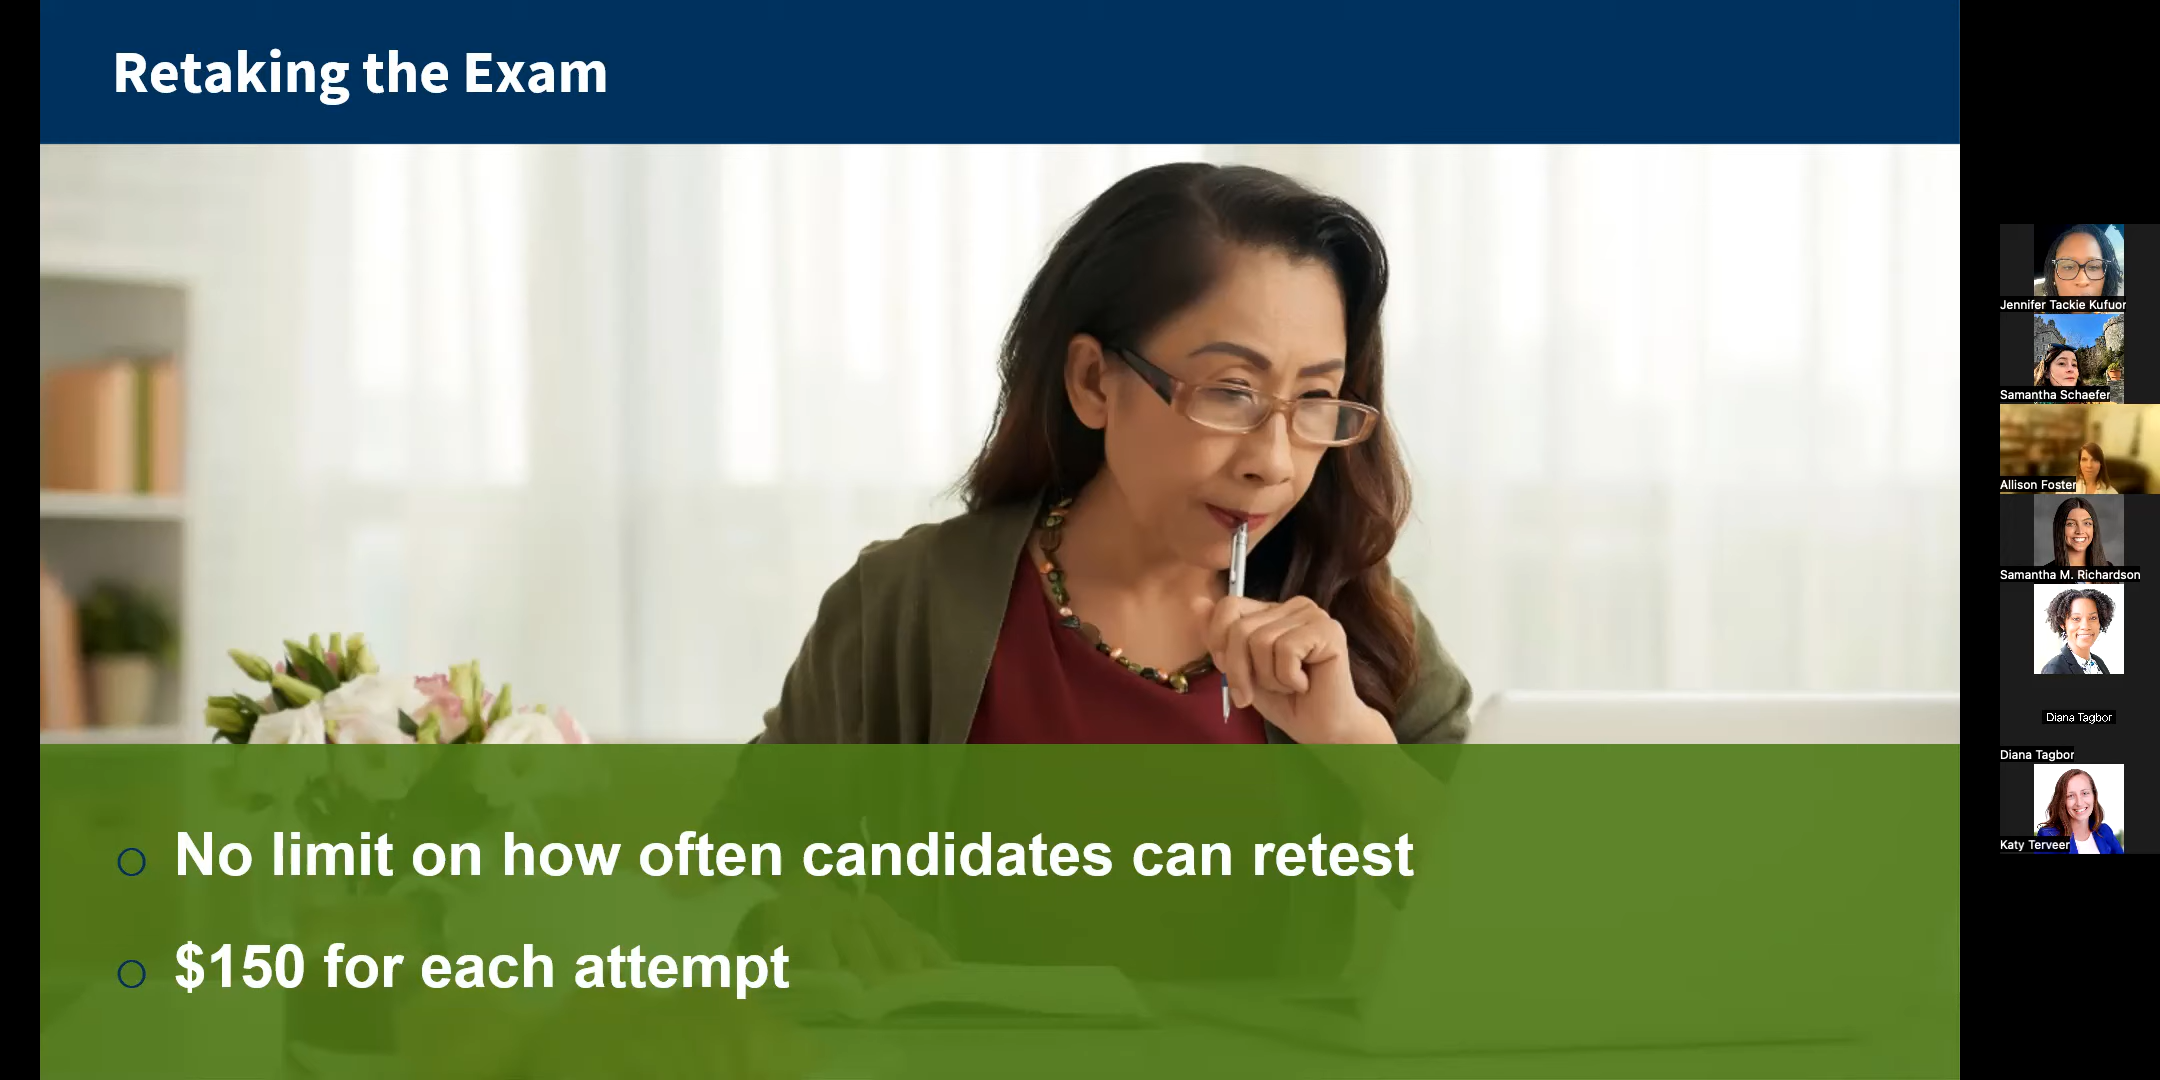 Retaking the Exam
No limit on how often candidates can retest
$150 for each attempt
Jennifer Tackie Kufuor
Samantha Schaefer
Allison Foster
Samantha M. Richardson
Diana Tagbor
Diana Tagbor
Katy Terveer